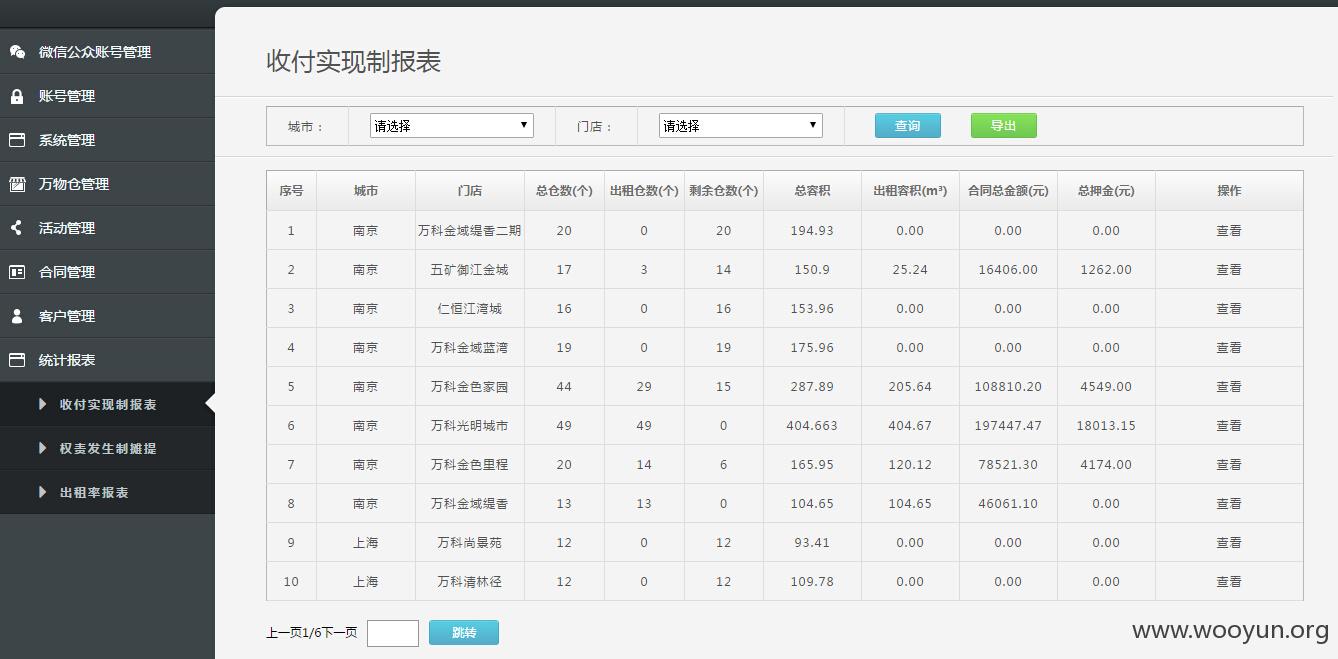 微信公众账号管理
账号管理
系统管理
万物仓管理
活动管理
合同管理
客户管理
统计报表
收付实现制报表
权责发生制摊提
出租率报表
收付实现制报表
城市： 请选择 门店： 请选择 查询 导出
序号 城市 门店 总仓数(个) 出租仓数(个) 剩余仓数(个) 总容积 出租容积(m³) 合同总金额(元) 总押金(元) 操作
1 南京 万科金域缇香二期 20 0 20 194.93 0.00 0.00 0.00 查看
2 南京 五矿御江金城 17 3 14 150.9 25.24 16406.00 1262.00 查看
3 南京 仁恒江湾城 16 0 16 153.96 0.00 0.00 0.00 查看
4 南京 万科金域蓝湾 19 0 19 175.96 0.00 0.00 0.00 查看
5 南京 万科金色家园 44 29 15 287.89 205.64 108810.20 4549.00 查看
6 南京 万科光明城市 49 49 0 404.663 404.67 197447.47 18013.15 查看
7 南京 万科金色里程 20 14 6 165.95 120.12 78521.30 4174.00 查看
8 南京 万科金域缇香 13 13 0 104.65 104.65 46061.10 0.00 查看
9 上海 万科尚景苑 12 0 12 93.41 0.00 0.00 0.00 查看
10 上海 万科清林径 12 0 12 109.78 0.00 0.00 0.00 查看
上一页1/6下一页 跳转
www.wooyun.org